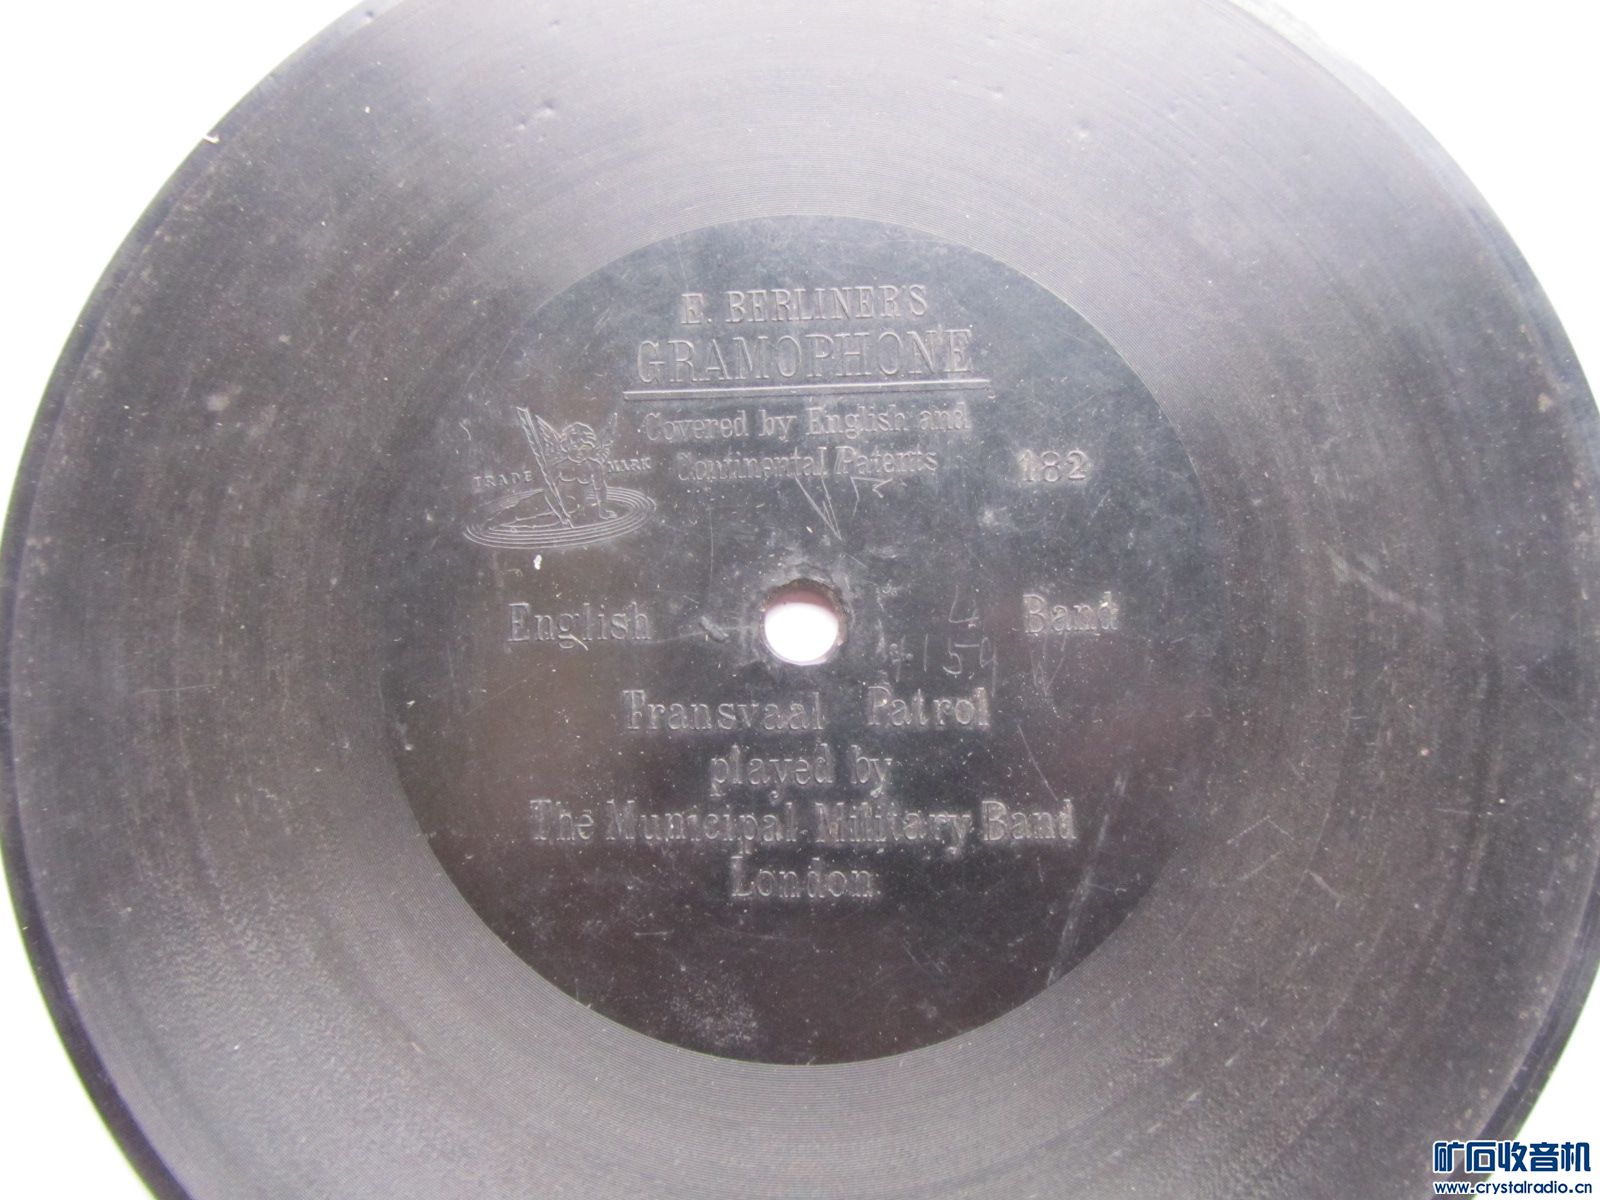 E. BERLINER'S
GRAMOPHONE
Covered by English and
Continental Patents
TRADE MARK
182
English Band
4159
Transvaal Patrol
played by
The Municipal Military Band
London.
矿石收音机
www.crystalradio.cn